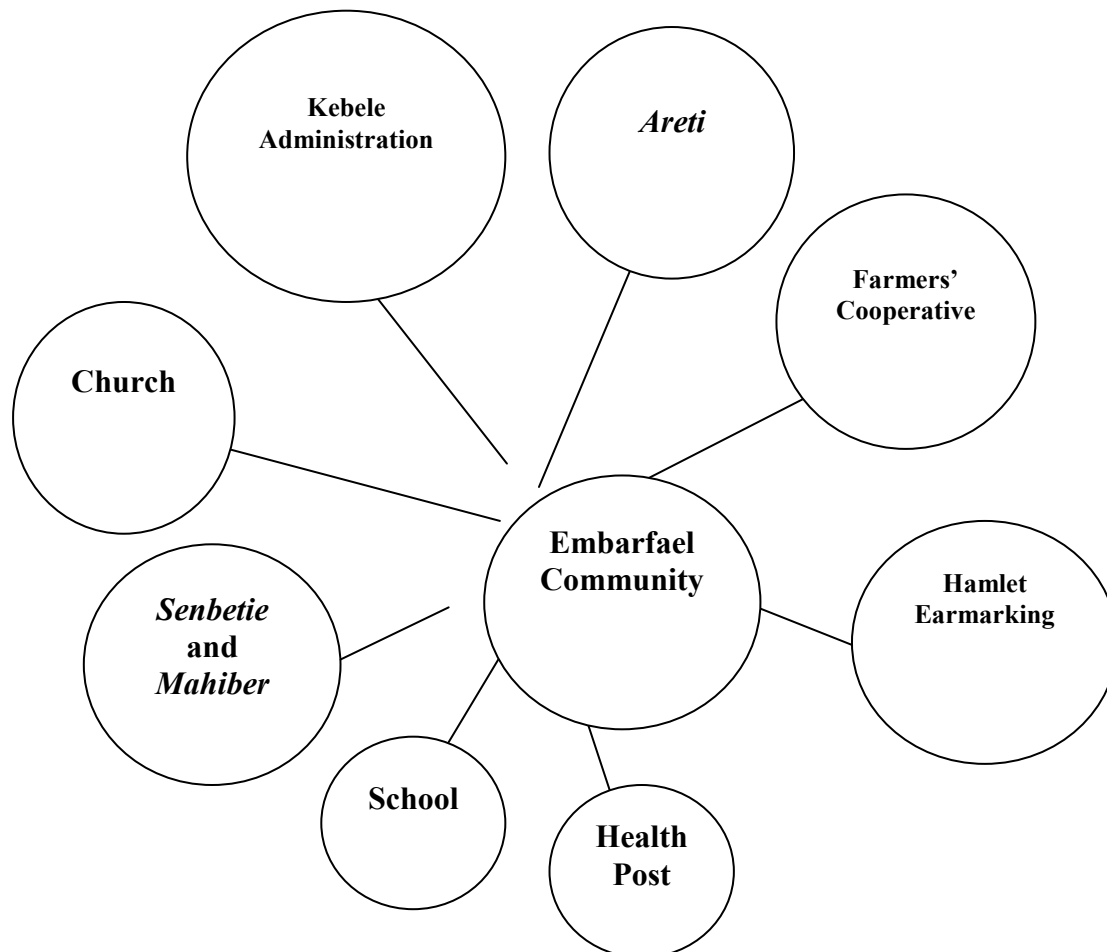 Kebele
Administration
Areti
Farmers’
Cooperative
Church
Embarfael
Community
Hamlet
Earmarking
Senbetie
and
Mahiber
School
Health
Post